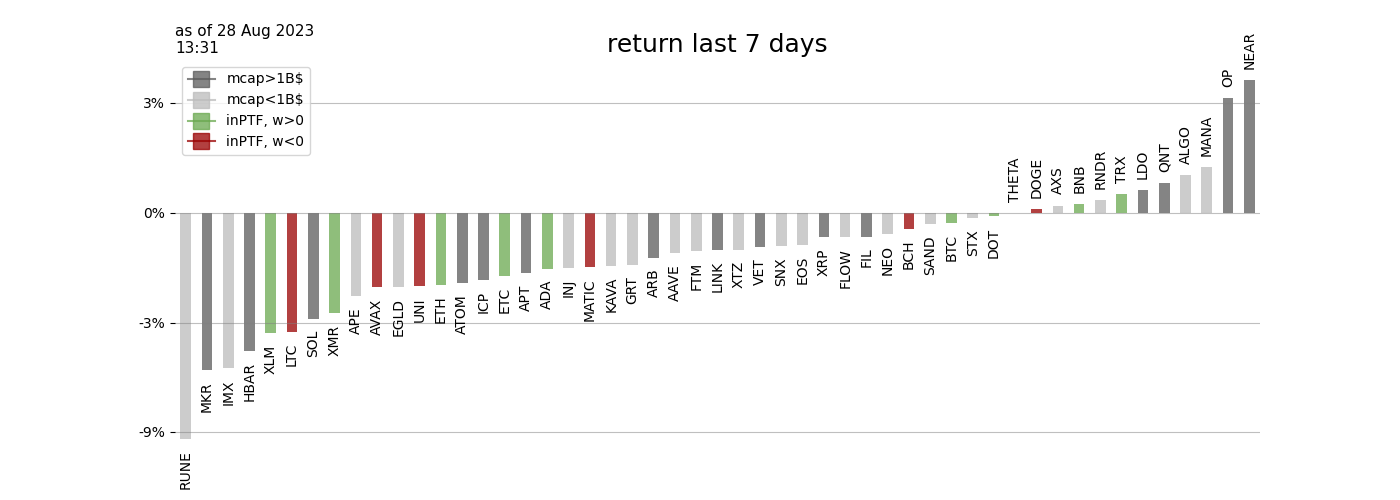 as of 28 Aug 2023
13:31
return last 7 days
mcap>1B$
mcap<1B$
inPTF, w>0
inPTF, w<0
3%
0%
-3%
-9%
RUNE
MKR
IMX
HBAR
XLM
LTC
SOL
XMR
APE
AVAX
EGLD
UNI
ETH
ATOM
ICP
ETC
APT
ADA
INJ
MATIC
KAVA
GRT
ARB
AAVE
FTM
LINK
XTZ
VET
SNX
EOS
XRP
FLOW
FIL
NEO
BCH
SAND
BTC
STX
DOT
THETA
DOGE
AXS
BNB
RNDR
TRX
LDO
QNT
ALGO
MANA
OP
NEAR